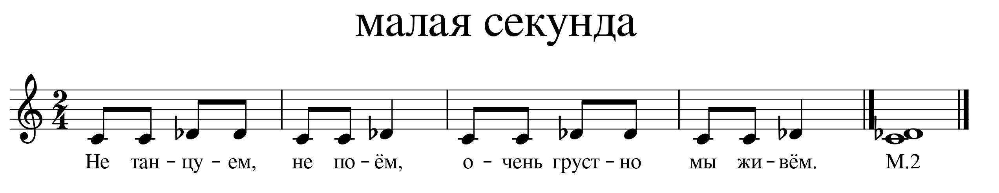 малая секунда
Не тан – цу – ем, не по – ём, о – чень груст – но мы жи – вём. М.2